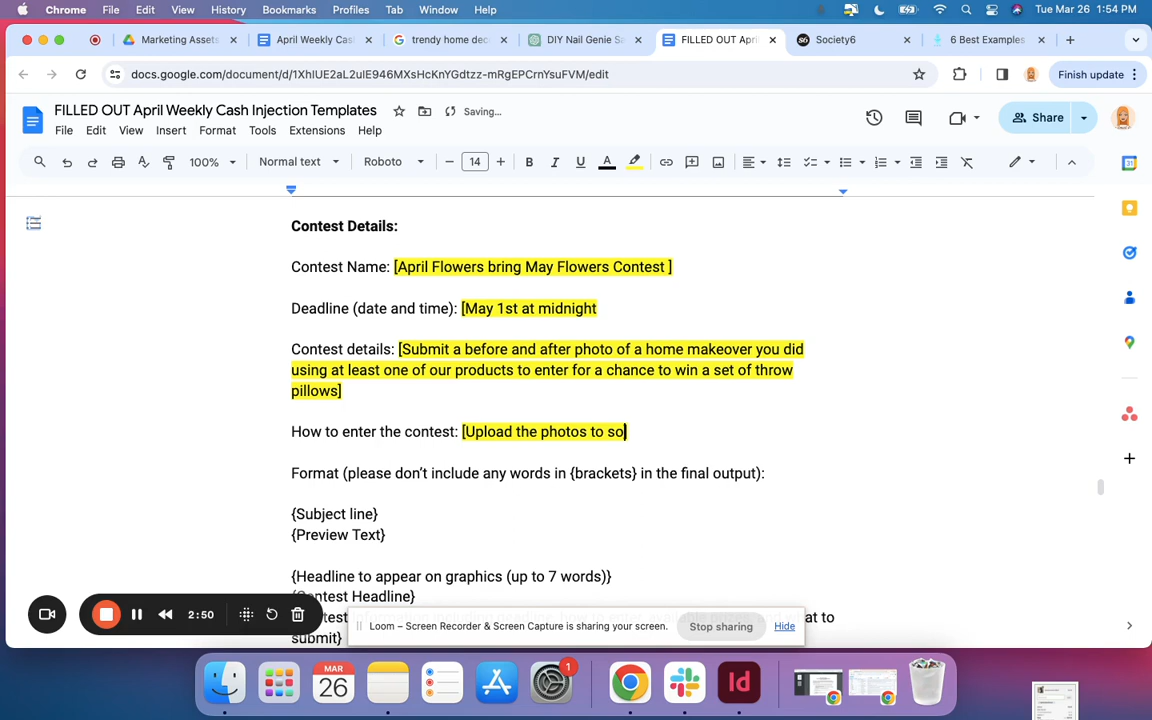 Chrome File Edit View History Bookmarks Profiles Tab Window Help Tue Mar 26 1:54 PM
Marketing Assets
April Weekly Cas
trendy home dec
DIY Nail Genie Sa
FILLED OUT Apri
Society6
6 Best Examples
docs.google.com/document/d/1XhIUE2aL2uIE946MXsHcKnYGdtzz-mRgEPCrnYsuFVM/edit
Finish update
FILLED OUT April Weekly Cash Injection Templates
Saving...
File Edit View Insert Format Tools Extensions Help
Share
100% Normal text Roboto 14 B I U A
31
Contest Details:
Contest Name: [April Flowers bring May Flowers Contest ]
Deadline (date and time): [May 1st at midnight
Contest details: [Submit a before and after photo of a home makeover you did
using at least one of our products to enter for a chance to win a set of throw
pillows]
How to enter the contest: [Upload the photos to so]
Format (please don't include any words in {brackets} in the final output):
{Subject line}
{Preview Text}
{Headline to appear on graphics (up to 7 words)}
test Headline}
at to
submit}
2:50
Loom – Screen Recorder & Screen Capture is sharing your screen.
Stop sharing
Hide
MAR
26
1
Id